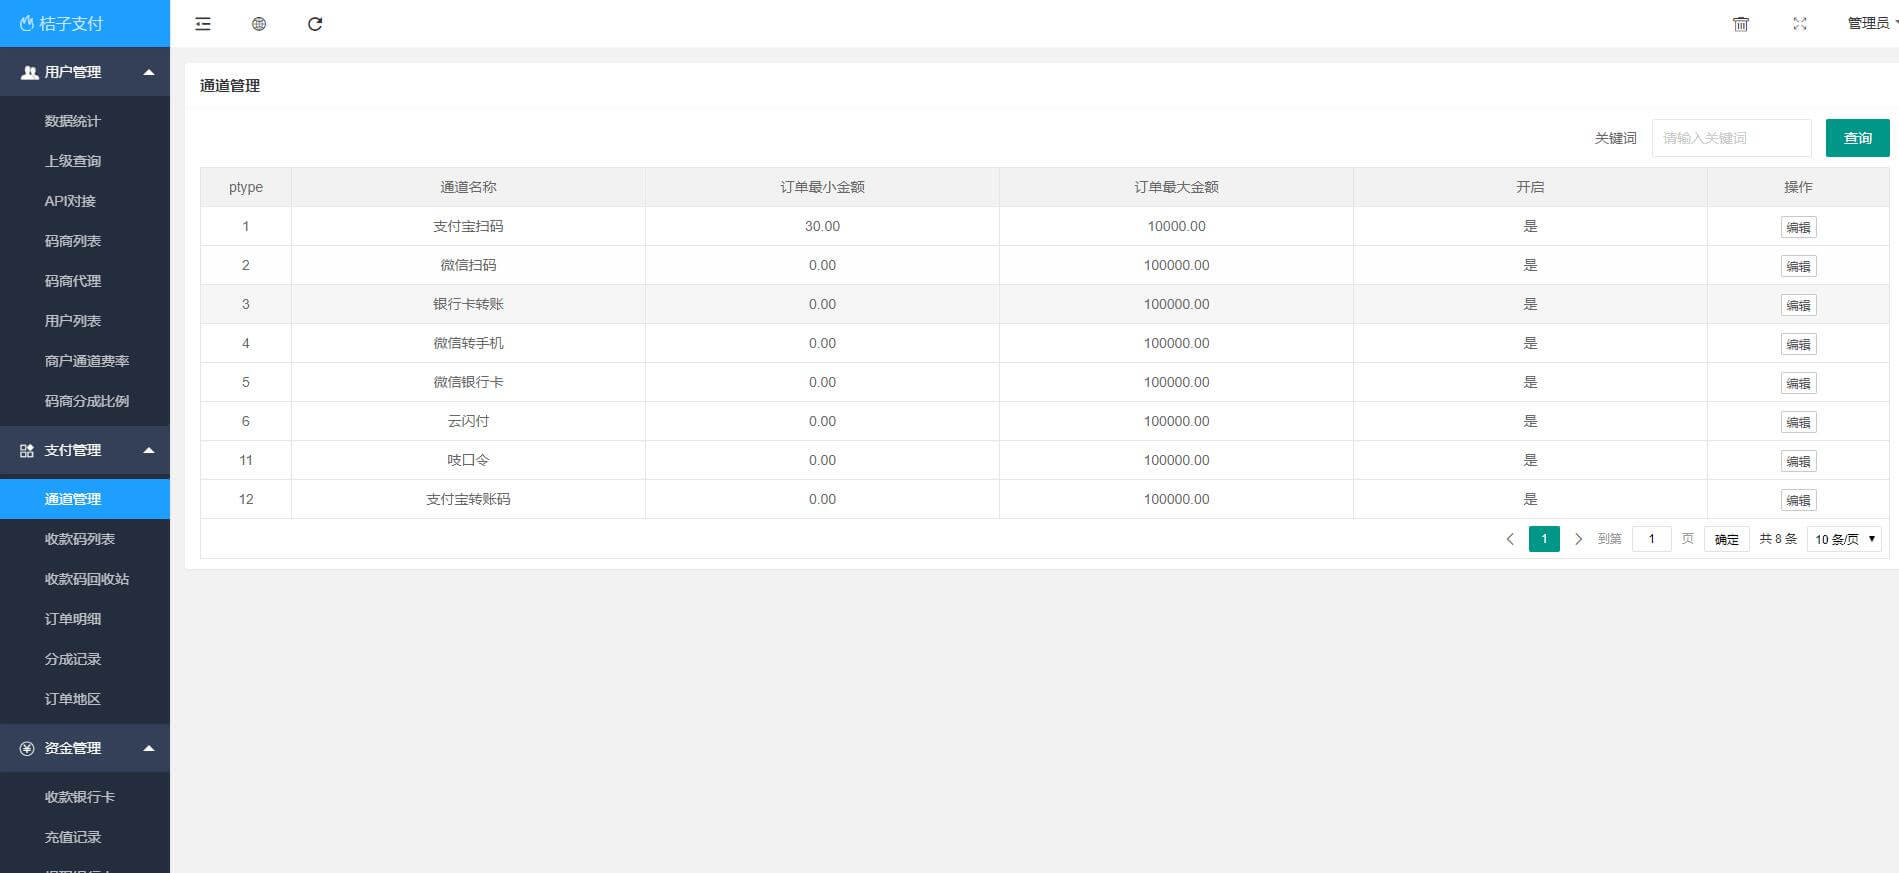 桔子支付
管理员
用户管理
数据统计
上级查询
API对接
码商列表
码商代理
用户列表
商户通道费率
码商分成比例
支付管理
通道管理
收款码列表
收款码回收站
订单明细
分成记录
订单地区
资金管理
收款银行卡
充值记录
通道管理
关键词 请输入关键词 查询
ptype 通道名称 订单最小金额 订单最大金额 开启 操作
1 支付宝扫码 30.00 10000.00 是 编辑
2 微信扫码 0.00 100000.00 是 编辑
3 银行卡转账 0.00 100000.00 是 编辑
4 微信转手机 0.00 100000.00 是 编辑
5 微信银行卡 0.00 100000.00 是 编辑
6 云闪付 0.00 100000.00 是 编辑
11 吱口令 0.00 100000.00 是 编辑
12 支付宝转账码 0.00 100000.00 是 编辑
1 到第 1 页 确定 共 8 条 10 条/页